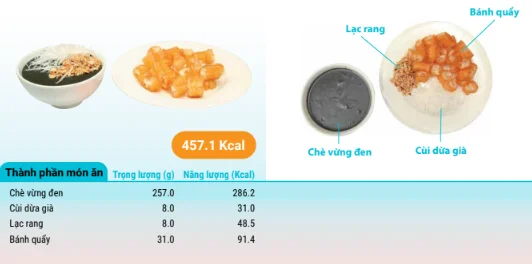 Bánh quẩy
Lạc rang
457.1 Kcal
Chè vừng đen
Cùi dừa già
Thành phần món ăn Trọng lượng (g) Năng lượng (Kcal)
Chè vừng đen 257.0 286.2
Cùi dừa già 8.0 31.0
Lạc rang 8.0 48.5
Bánh quẩy 31.0 91.4